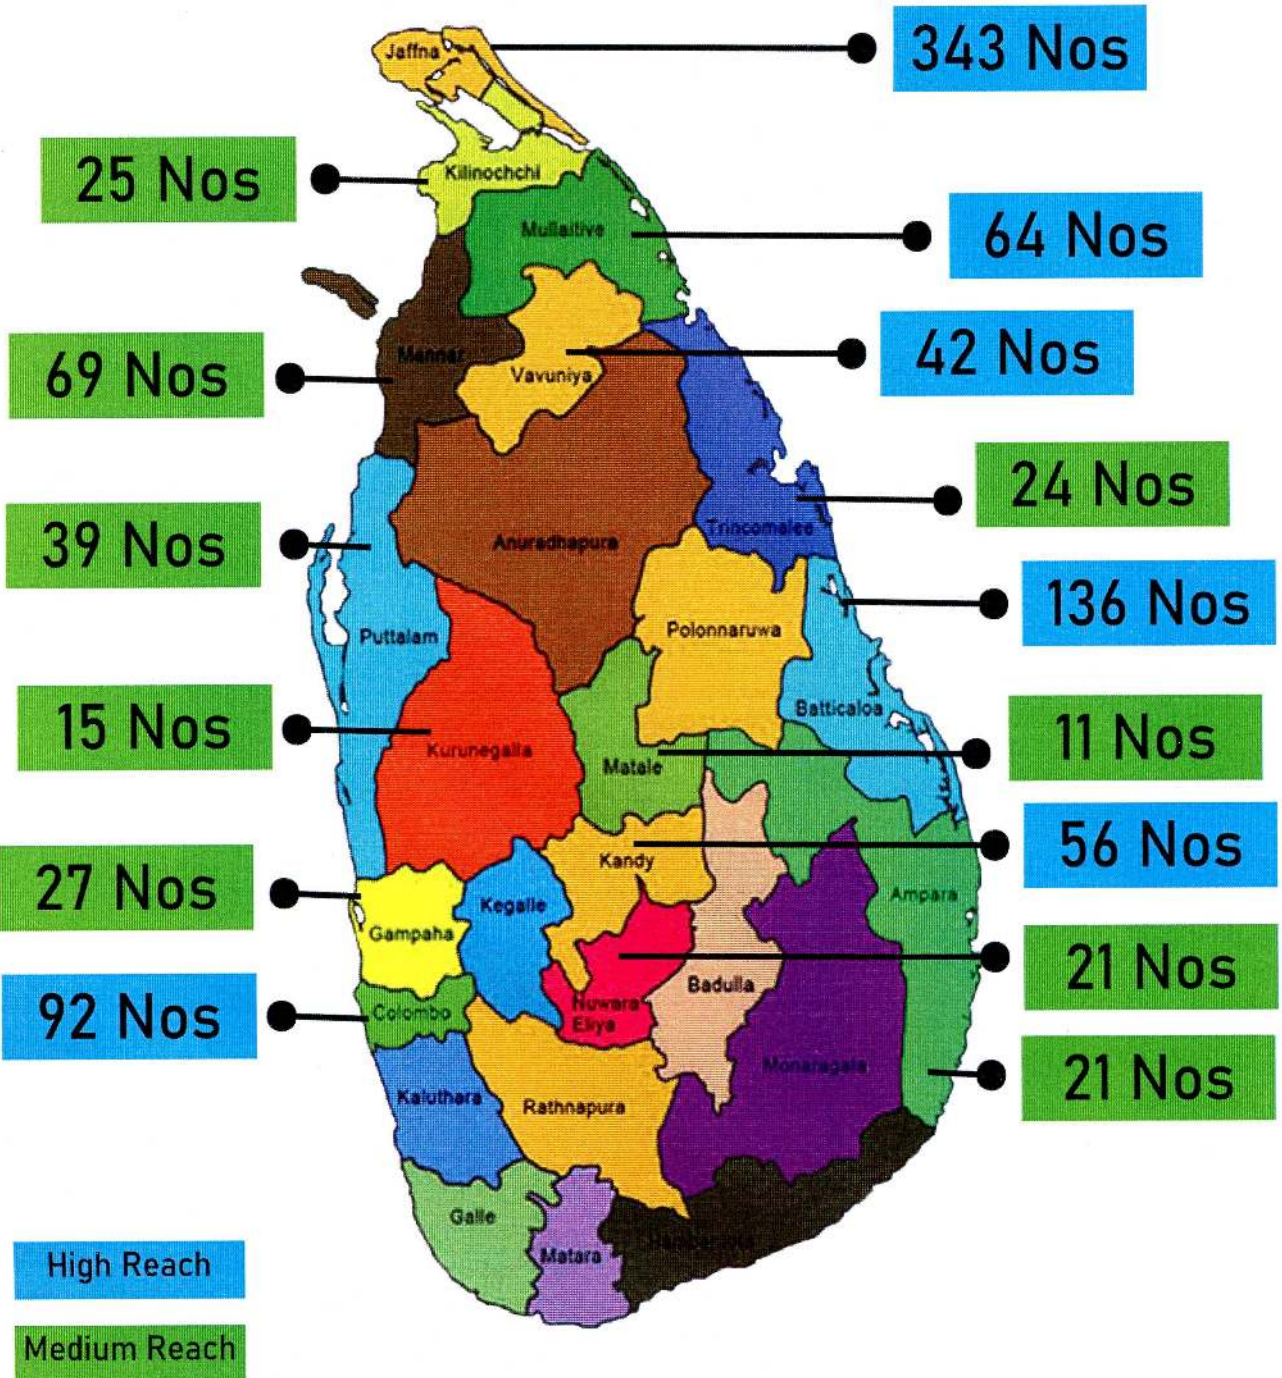 Jaffna
343 Nos
25 Nos
Kilinochchi
Mullaitive
64 Nos
69 Nos
Mannar
42 Nos
Vavuniya
24 Nos
39 Nos
Trincomalee
Anuradhapura
136 Nos
Puttalam
Polonnaruwa
Batticaloa
15 Nos
Kurunegalla
11 Nos
Matale
56 Nos
Kandy
27 Nos
Kegalle
Ampara
Gampaha
21 Nos
Badulla
92 Nos
Colombo
Nuwara
Eliya
Monaragala
21 Nos
Kaluthara
Rathnapura
Galle
Matara
High Reach
Medium Reach